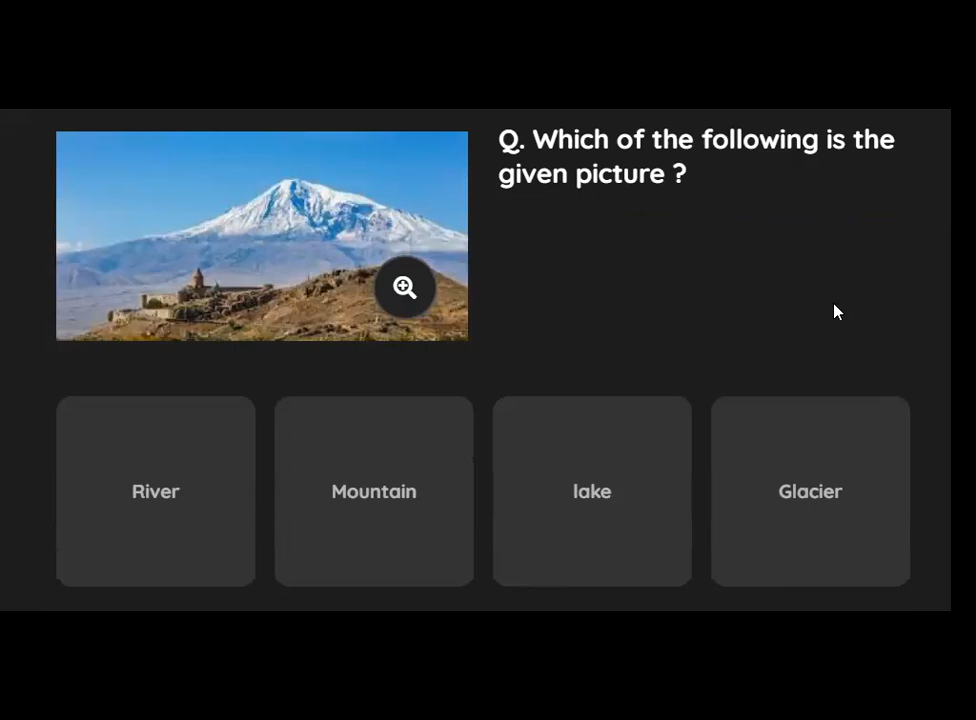 Q. Which of the following is the
given picture ?
River
Mountain
lake
Glacier